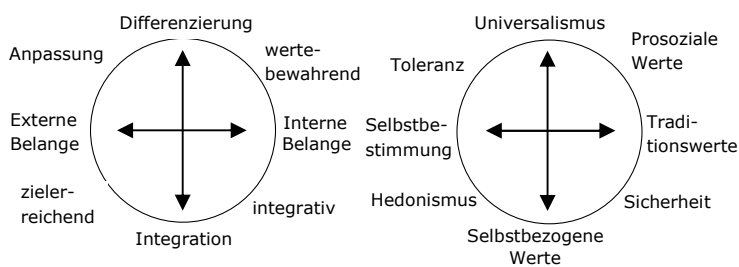 Differenzierung
Anpassung
werte-
bewahrend
Externe
Belange
Interne
Belange
zieler-
reichend
integrativ
Integration
Universalismus
Prosoziale
Werte
Toleranz
Selbstbe-
stimmung
Tradi-
tionswerte
Hedonismus
Sicherheit
Selbstbezogene
Werte